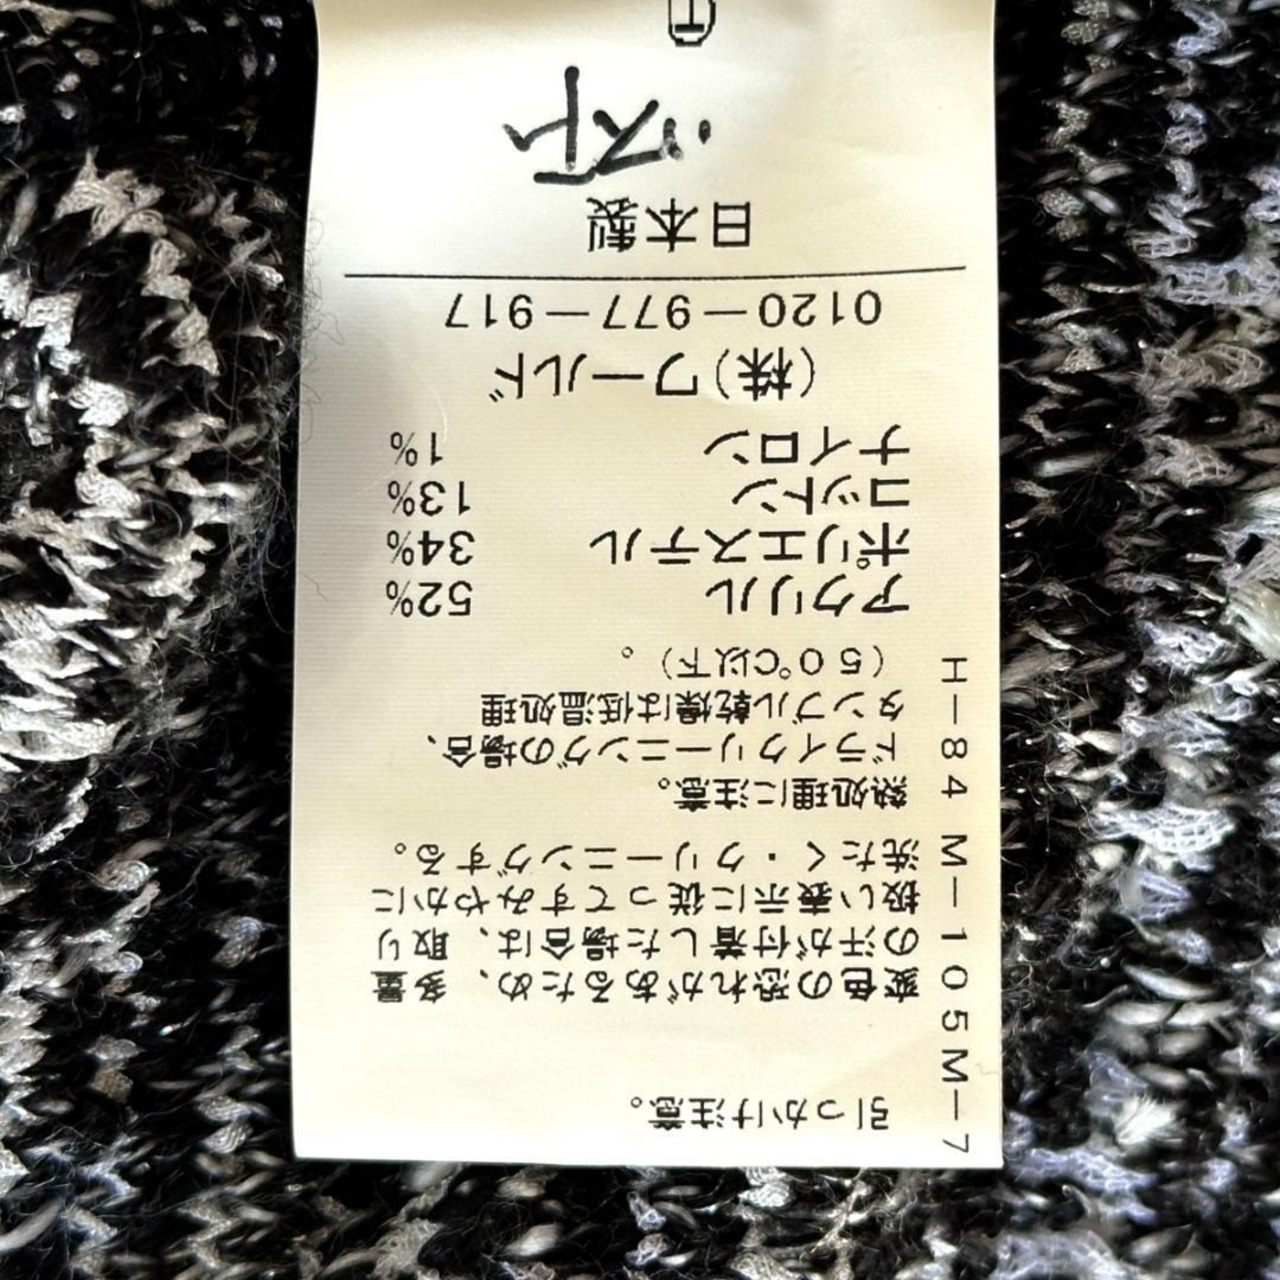 引っかけ注意。
変色の恐れがあるため、多量
の汗が付着した場合は、取り
扱い表示に従ってすみやかに
洗たく・クリーニングする。
熱処理に注意。
ドライクリーニングの場合、
タンブル乾燥は低温処理
（５０℃以下）。
H－84 M－105M－7
アクリル 52%
ポリエステル 34%
コットン 13%
ナイロン 1%
（株）ワールド
0120－977－917
日本製